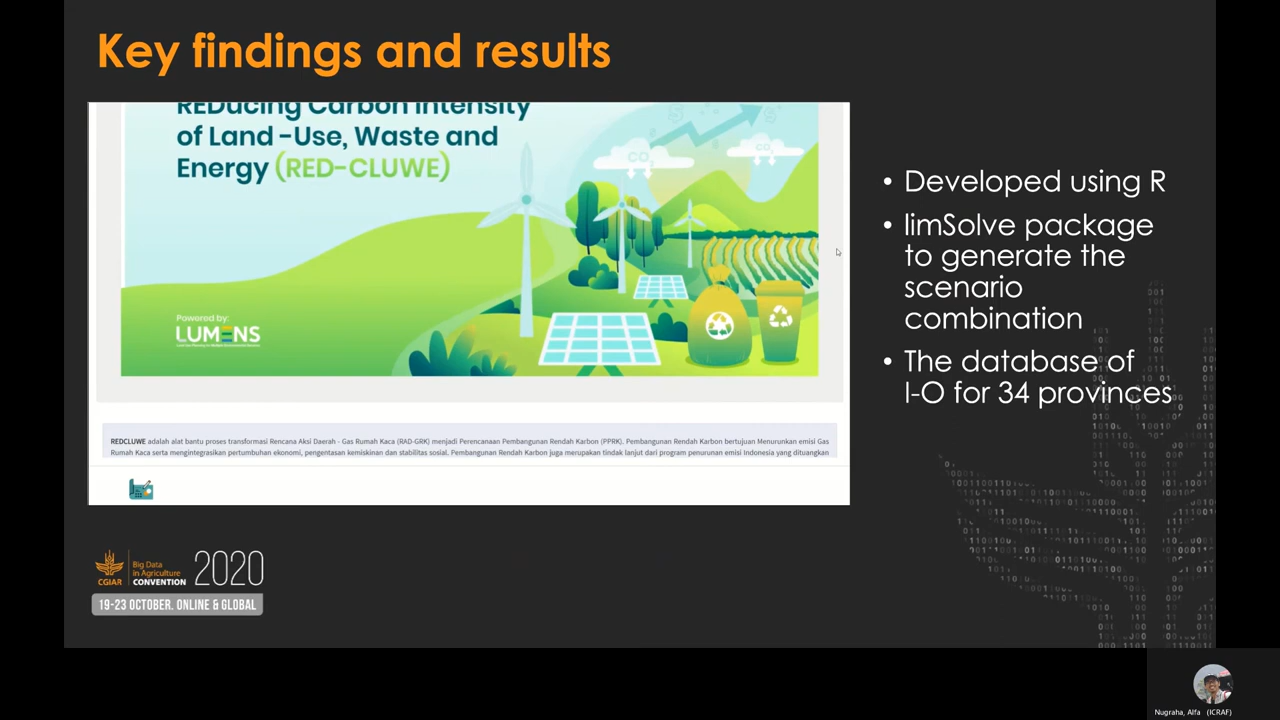 Key findings and results
REDucing Carbon Intensity
of Land -Use, Waste and
Energy (RED-CLUWE)
CO₂
Powered by:
LUMENS
REDCLUWE adalah alat bantu proses transformasi Rencana Aksi Daerah - Gas Rumah Kaca (RAD-GRK) menjadi Perencanaan Pembangunan Rendah Karbon (PPRK). Pembangunan Rendah Karbon bertujuan Menurunkan emisi Gas
Rumah Kaca serta mengintegrasikan pertumbuhan ekonomi, pengentasan kemiskinan dan stabilitas sosial. Pembangunan Rendah Karbon juga merupakan tindak lanjut dari program penurunan emisi Indonesia yang dituangkan
• Developed using R
• limSolve package
to generate the
scenario
combination
• The database of
I-O for 34 provinces
CGIAR
Big Data
in Agriculture
CONVENTION
2020
19-23 OCTOBER. ONLINE & GLOBAL
Nugraha, Alfa (ICRAF)